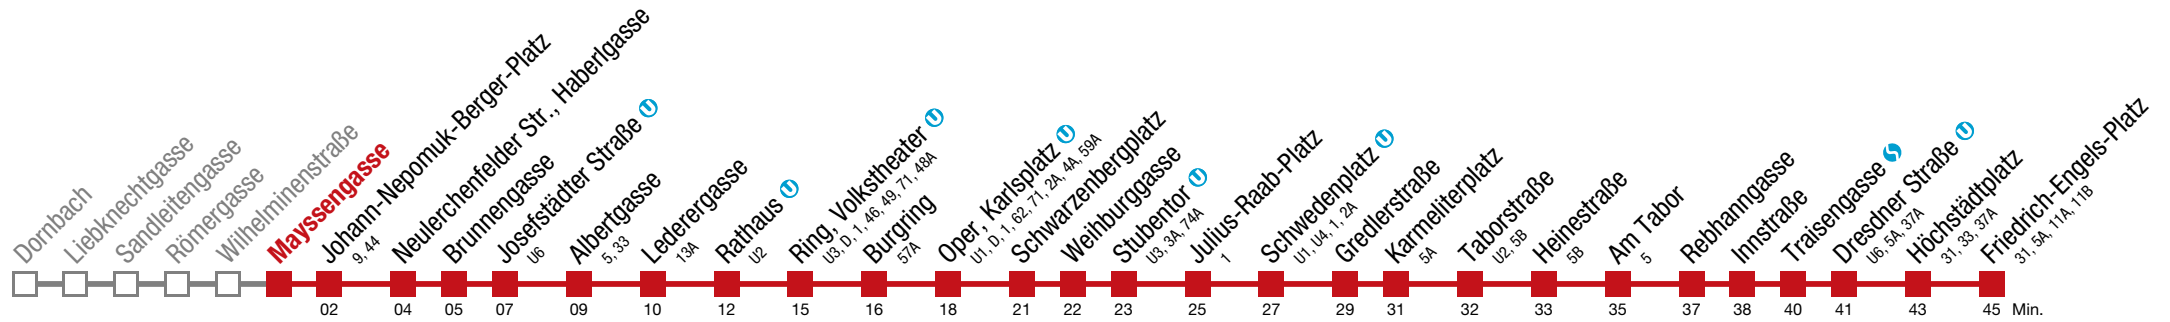 Dornbach
Liebknechtgasse
Sandleitengasse
Römergasse
Wilhelminenstraße
Mayssengasse
Johann-Nepomuk-Berger-Platz
9, 44
Neulerchenfelder Str., Haberlgasse
Brunnengasse
Josefstädter Straße
U6
Albertgasse
5, 33
Lederergasse
13A
Rathaus
U2
Ring, Volkstheater
U3, D, 1, 46, 49, 71, 48A
Burgring
57A
Oper, Karlsplatz
U1, D, 1, 62, 71, 2A, 4A, 59A
Schwarzenbergplatz
Weihburggasse
Stubentor
U3, 3A, 74A
Julius-Raab-Platz
1
Schwedenplatz
U1, U4, 1, 2A
Gredlerstraße
Karmeliterplatz
5A
Taborstraße
U2, 5B
Heinestraße
5B
Am Tabor
5
Rebhanngasse
Innstraße
Traisengasse
Dresdner Straße
U6, 5A, 37A
Höchstädtplatz
31, 33, 37A
Friedrich-Engels-Platz
31, 5A, 11A, 11B
02 04 05 07 09 10 12 15 16 18 21 22 23 25 27 29 31 32 33 35 37 38 40 41 43 45 Min.